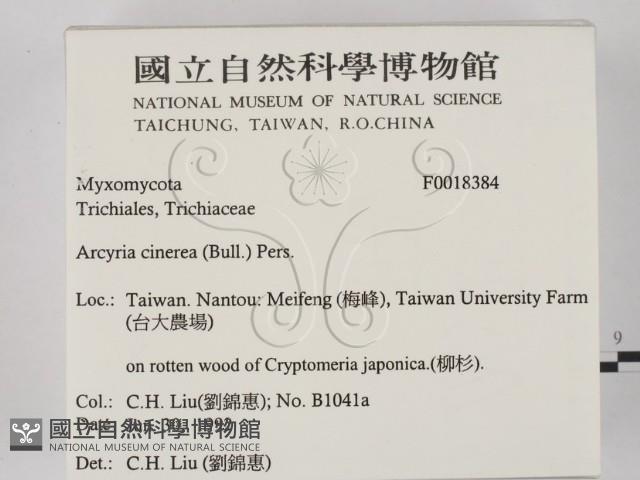 國立自然科學博物館
NATIONAL MUSEUM OF NATURAL SCIENCE
TAICHUNG, TAIWAN, R.O.CHINA
Myxomycota F0018384
Trichiales, Trichiaceae
Arcyria cinerea (Bull.) Pers.
Loc.: Taiwan. Nantou: Meifeng (梅峰), Taiwan University Farm
(台大農場)
on rotten wood of Cryptomeria japonica.(柳杉).
9
Col.: C.H. Liu(劉錦惠); No. B1041a
Date: 30, 1992
國立自然科學博物館
NATIONAL MUSEUM OF NATURAL SCIENCE
Det.: C.H. Liu (劉錦惠)